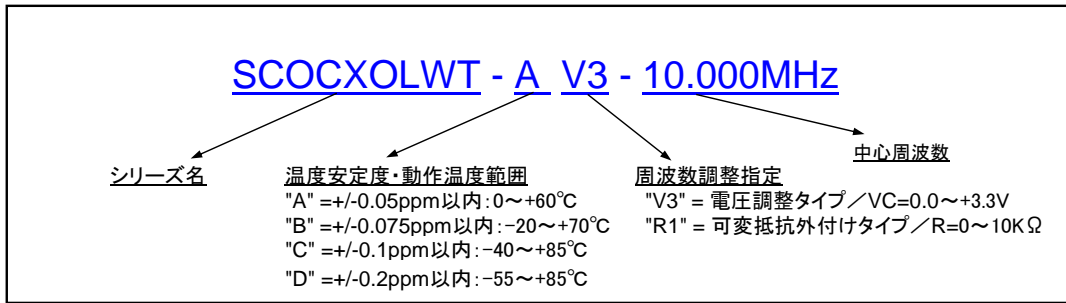 SCOCXOLWT - A V3 - 10.000MHz
中心周波数
シリーズ名
温度安定度・動作温度範囲
周波数調整指定
"A" =+/-0.05ppm以内：0～+60℃
"V3" = 電圧調整タイプ／VC=0.0～+3.3V
"B" =+/-0.075ppm以内：-20～+70℃
"R1" = 可変抵抗外付けタイプ／R=0～10KΩ
"C" =+/-0.1ppm以内：-40～+85℃
"D" =+/-0.2ppm以内：-55～+85℃